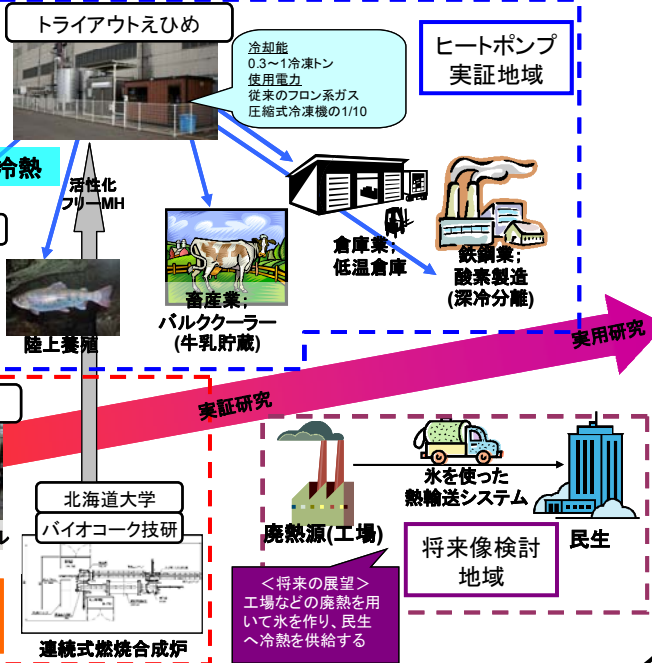 トライアウトえひめ
冷却能
0.3～1冷凍トン
使用電力
従来のフロン系ガス
圧縮式冷凍機の1/10
ヒートポンプ
実証地域
冷熱
活性化
フリーMH
倉庫業；
低温倉庫
鉄鋼業；
酸素製造
(深冷分離)
畜産業；
バルククーラー
(牛乳貯蔵)
陸上養殖
実用研究
実証研究
氷を使った
熱輸送システム
廃熱源(工場)
民生
将来像検討
地域
北海道大学
バイオコーク技研
ル
連続式燃焼合成炉
＜将来の展望＞
工場などの廃熱を用
いて氷を作り、民生
へ冷熱を供給する